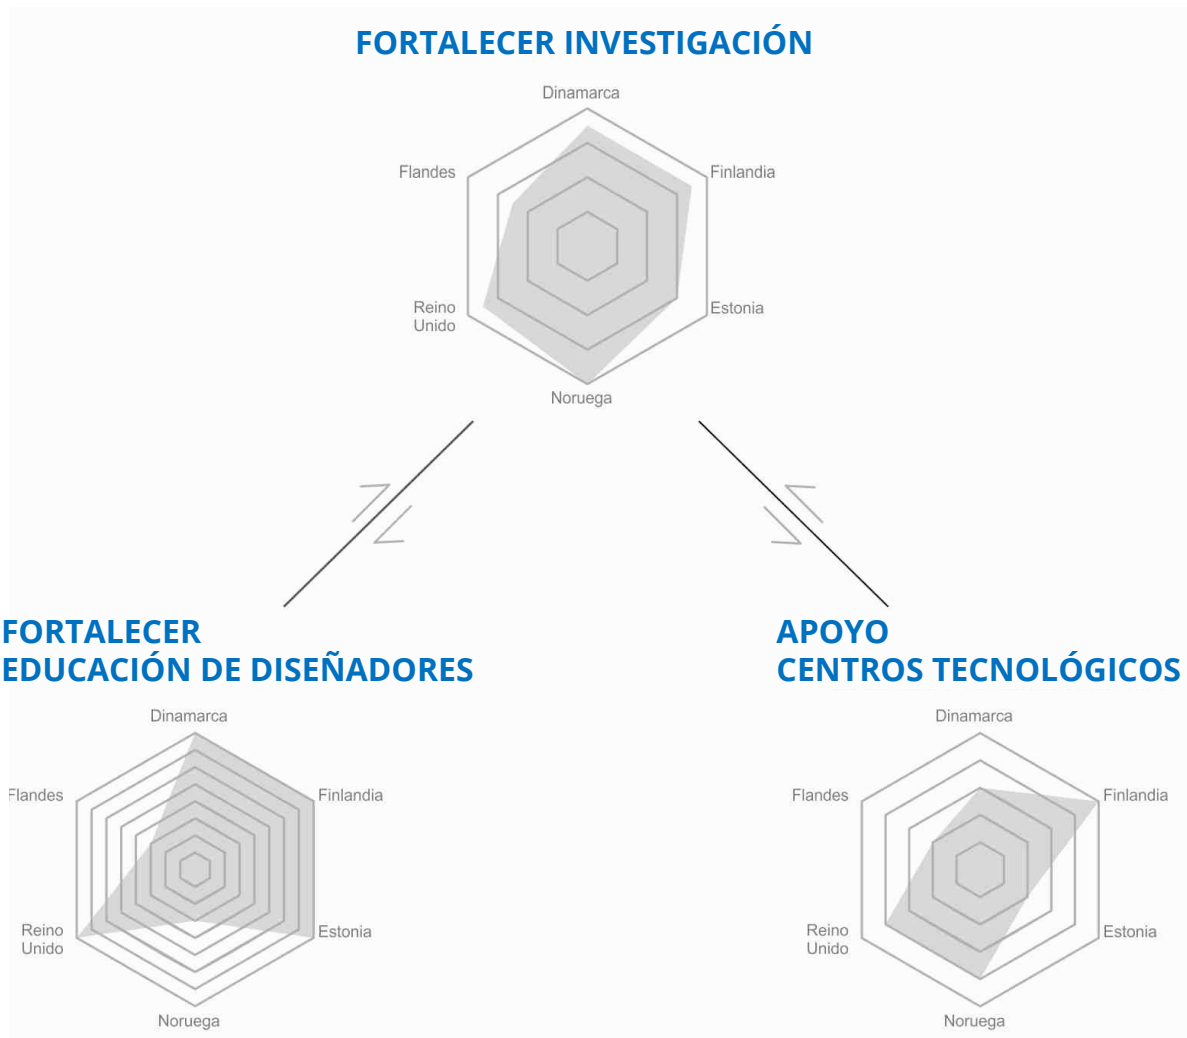 FORTALECER INVESTIGACIÓN
Dinamarca
Flandes
Finlandia
Reino
Unido
Estonia
Noruega
FORTALECER
EDUCACIÓN DE DISEÑADORES
Dinamarca
Flandes
Finlandia
Reino
Unido
Estonia
Noruega
APOYO
CENTROS TECNOLÓGICOS
Dinamarca
Flandes
Finlandia
Reino
Unido
Estonia
Noruega